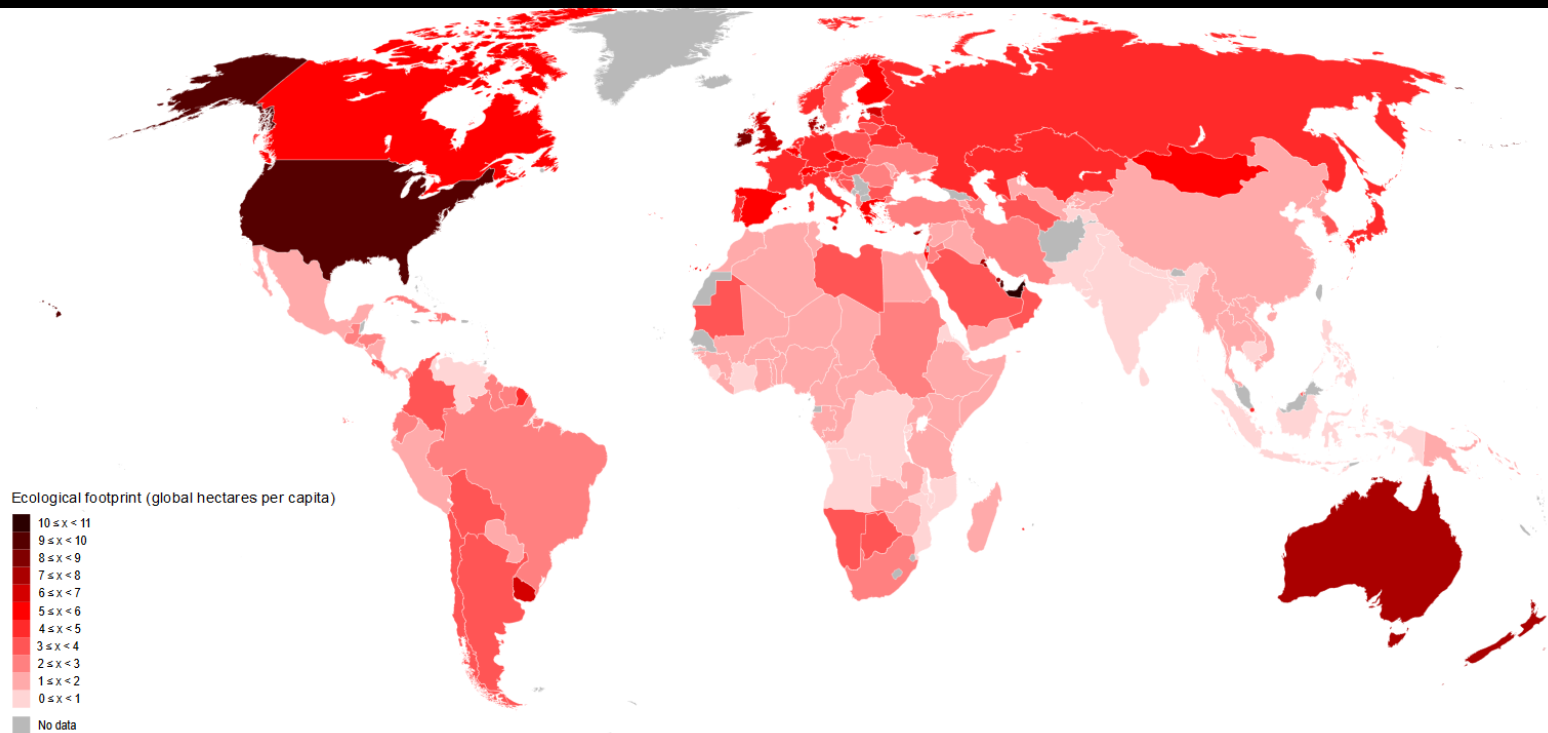 Ecological footprint (global hectares per capita)
10 ≤ x < 11
9 ≤ x < 10
8 ≤ x < 9
7 ≤ x < 8
6 ≤ x < 7
5 ≤ x < 6
4 ≤ x < 5
3 ≤ x < 4
2 ≤ x < 3
1 ≤ x < 2
0 ≤ x < 1
No data